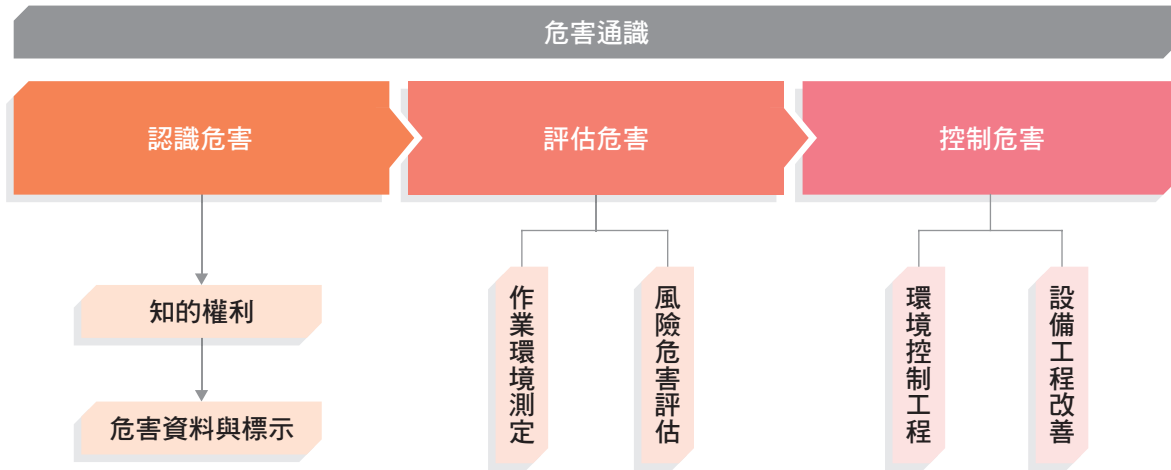 危害通識
認識危害
評估危害
控制危害
知的權利
危害資料與標示
作業環境測定
風險危害評估
環境控制工程
設備工程改善